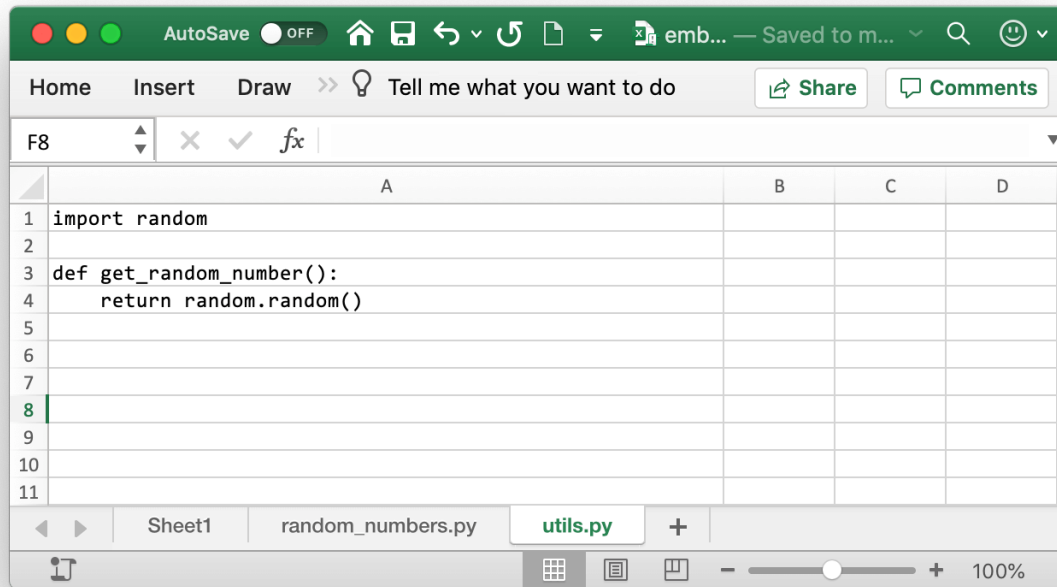 AutoSave OFF emb... — Saved to m...
Home Insert Draw >> Tell me what you want to do Share Comments
F8 fx
A B C D
1 import random
2
3 def get_random_number():
4     return random.random()
5
6
7
8
9
10
11
Sheet1 random_numbers.py utils.py +
− + 100%